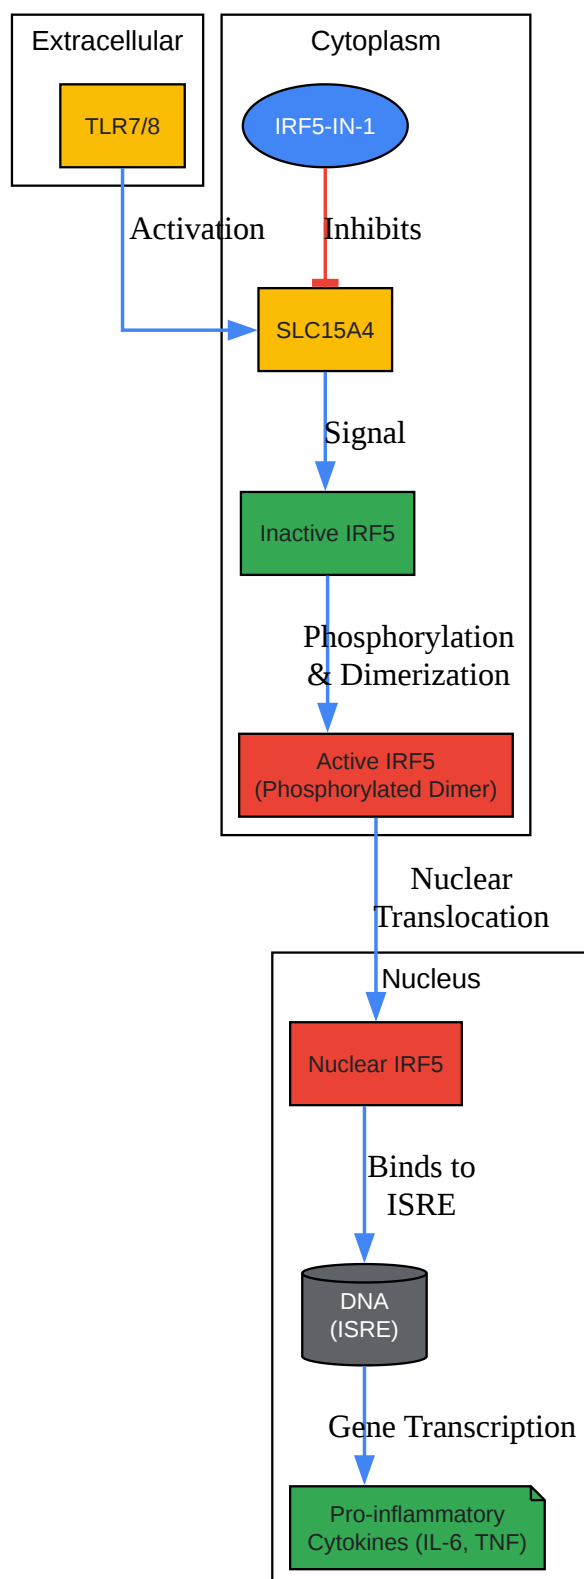 Extracellular
Cytoplasm
TLR7/8
IRF5-IN-1
Activation
Inhibits
SLC15A4
Signal
Inactive IRF5
Phosphorylation
& Dimerization
Active IRF5
(Phosphorylated Dimer)
Nuclear
Translocation
Nucleus
Nuclear IRF5
Binds to
ISRE
DNA
(ISRE)
Gene Transcription
Pro-inflammatory
Cytokines (IL-6, TNF)